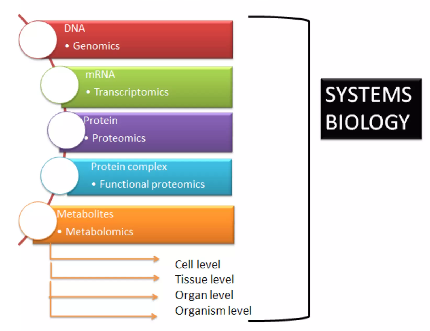 DNA
• Genomics
mRNA
• Transcriptomics
Protein
• Proteomics
Protein complex
• Functional proteomics
Metabolites
• Metabolomics
Cell level
Tissue level
Organ level
Organism level
SYSTEMS
BIOLOGY